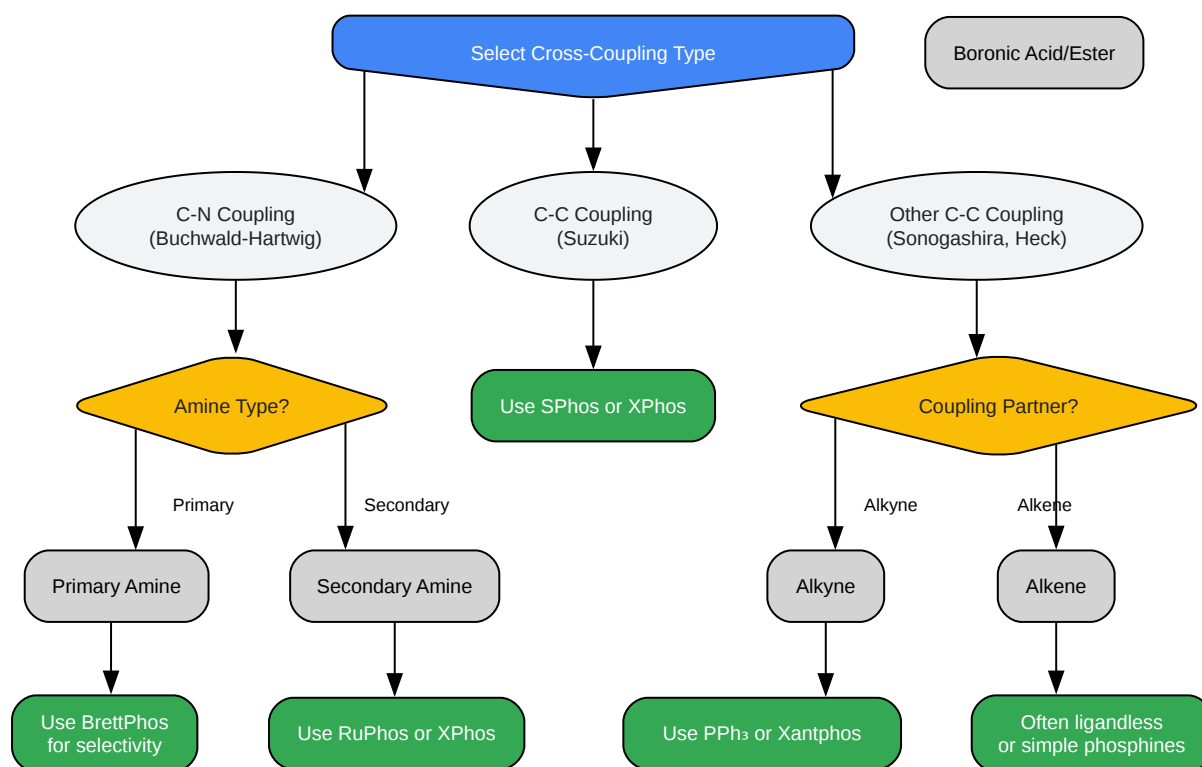 Select Cross-Coupling Type
Boronic Acid/Ester
C-N Coupling
(Buchwald-Hartwig)
C-C Coupling
(Suzuki)
Other C-C Coupling
(Sonogashira, Heck)
Amine Type?
Use SPhos or XPhos
Coupling Partner?
Primary
Secondary
Alkyne
Alkene
Primary Amine
Secondary Amine
Alkyne
Alkene
Use BrettPhos
for selectivity
Use RuPhos or XPhos
Use PPh₃ or Xantphos
Often ligandless
or simple phosphines